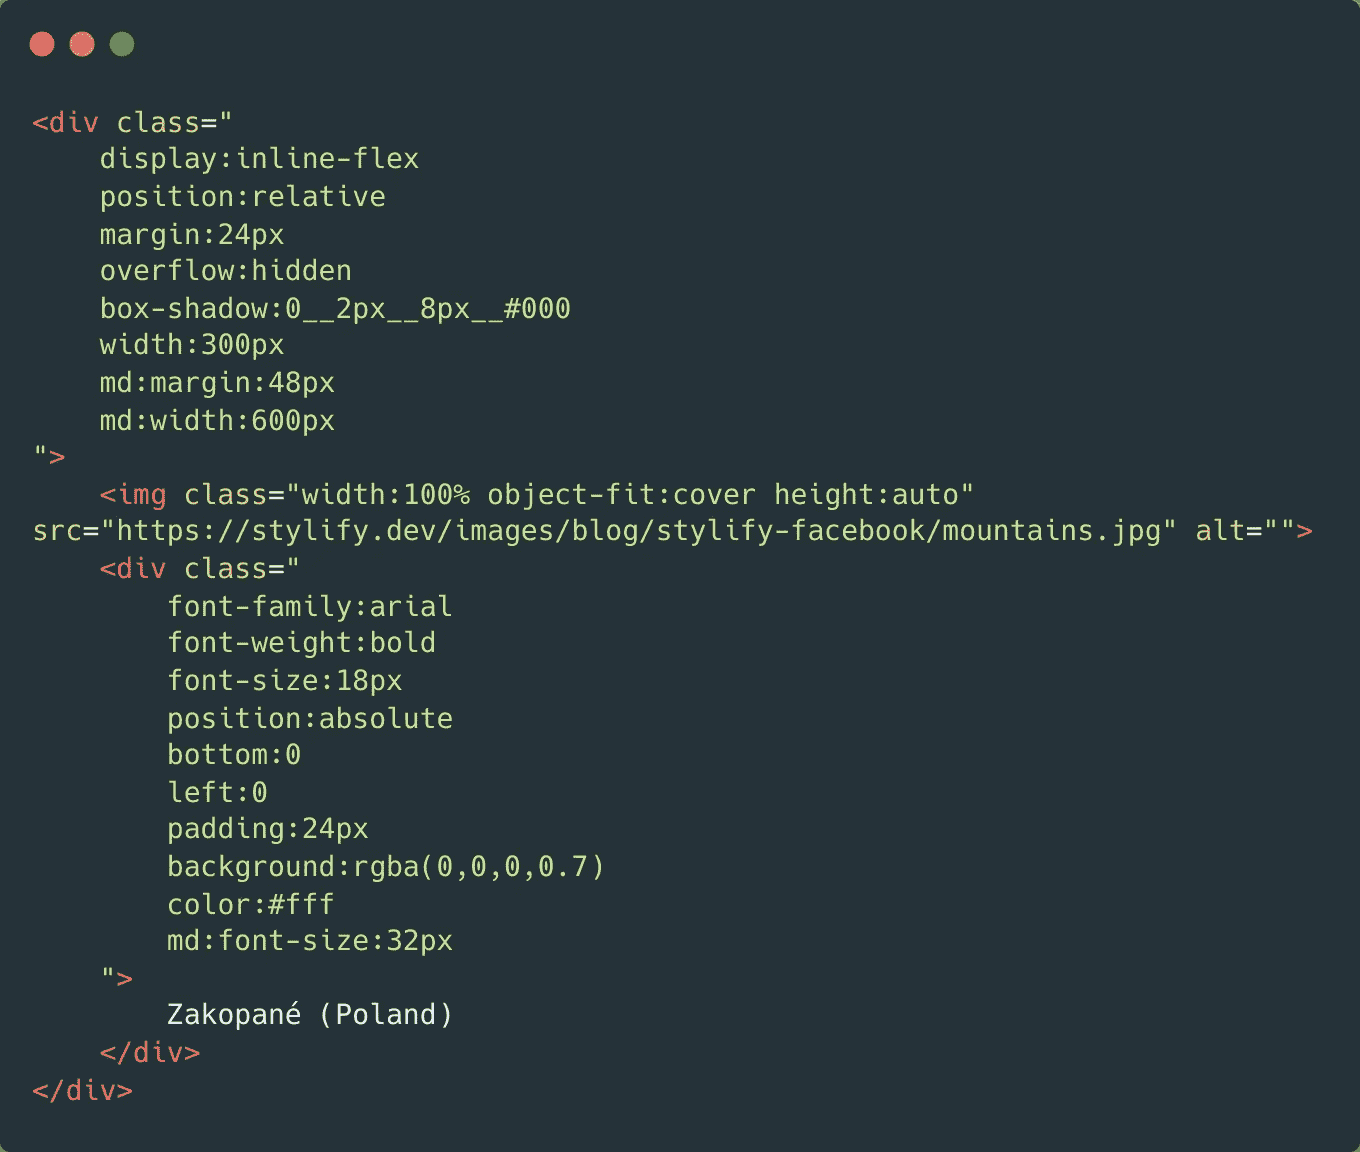 <div class="
display:inline-flex
position:relative
margin:24px
overflow:hidden
box-shadow:0__2px__8px__#000
width:300px
md:margin:48px
md:width:600px
">
<img class="width:100% object-fit:cover height:auto"
src="https://stylify.dev/images/blog/stylify-facebook/mountains.jpg" alt="">
<div class="
font-family:arial
font-weight:bold
font-size:18px
position:absolute
bottom:0
left:0
padding:24px
background:rgba(0,0,0,0.7)
color:#fff
md:font-size:32px
">
Zakopané (Poland)
</div>
</div>